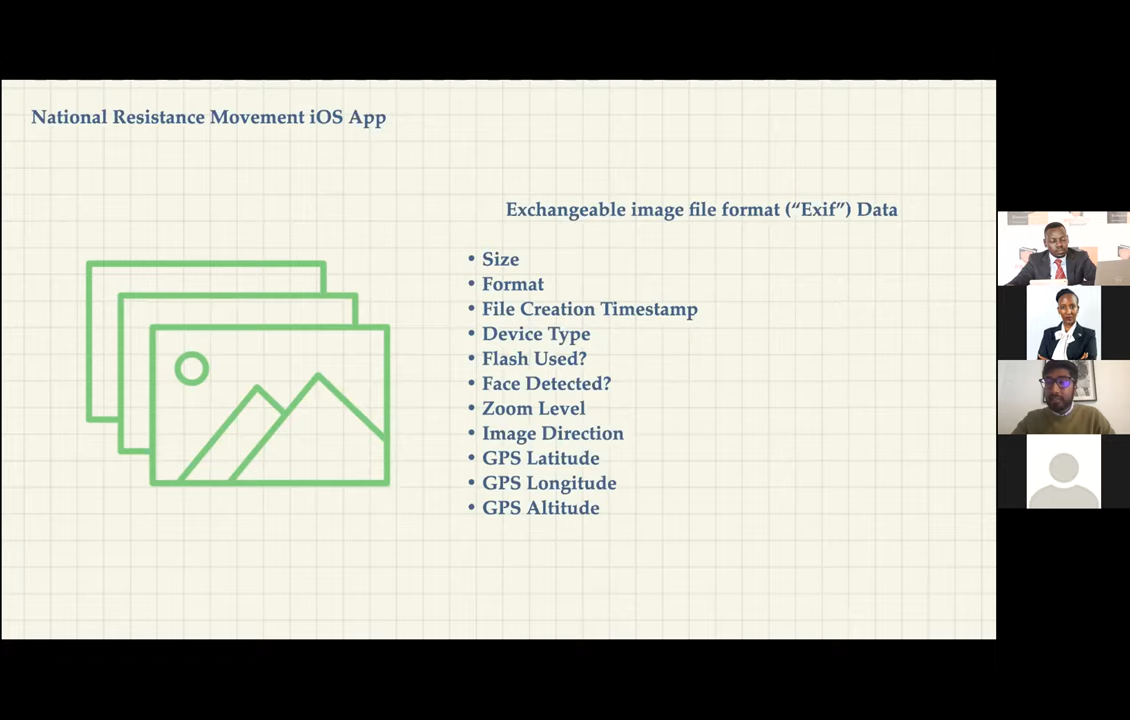 National Resistance Movement iOS App
Exchangeable image file format (“Exif”) Data
• Size
• Format
• File Creation Timestamp
• Device Type
• Flash Used?
• Face Detected?
• Zoom Level
• Image Direction
• GPS Latitude
• GPS Longitude
• GPS Altitude